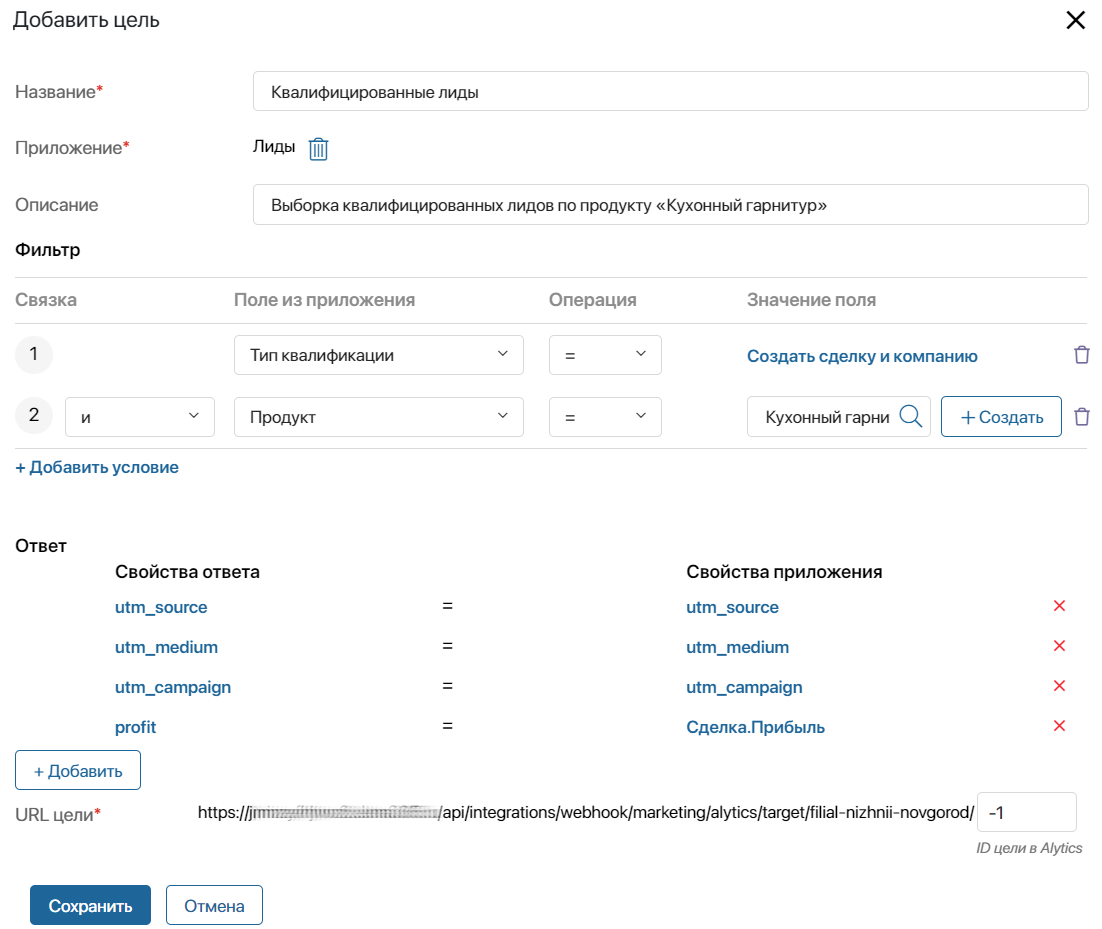 Добавить цель
Название* Квалифицированные лиды
Приложение* Лиды
Описание Выборка квалифицированных лидов по продукту «Кухонный гарнитур»
Фильтр
Связка Поле из приложения Операция Значение поля
1 Тип квалификации = Создать сделку и компанию
2 и Продукт = Кухонный гарни + Создать
+ Добавить условие
Ответ
Свойства ответа Свойства приложения
utm_source = utm_source
utm_medium = utm_medium
utm_campaign = utm_campaign
profit = Сделка.Прибыль
+ Добавить
URL цели* https:// /api/integrations/webhook/marketing/alytics/target/filial-nizhnii-novgorod/ -1
ID цели в Alytics
Сохранить Отмена